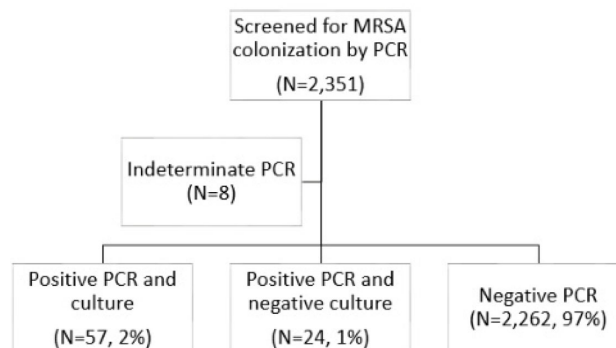 Screened for MRSA
colonization by PCR
(N=2,351)
Indeterminate PCR
(N=8)
Positive PCR and
culture
(N=57, 2%)
Positive PCR and
negative culture
(N=24, 1%)
Negative PCR
(N=2,262, 97%)